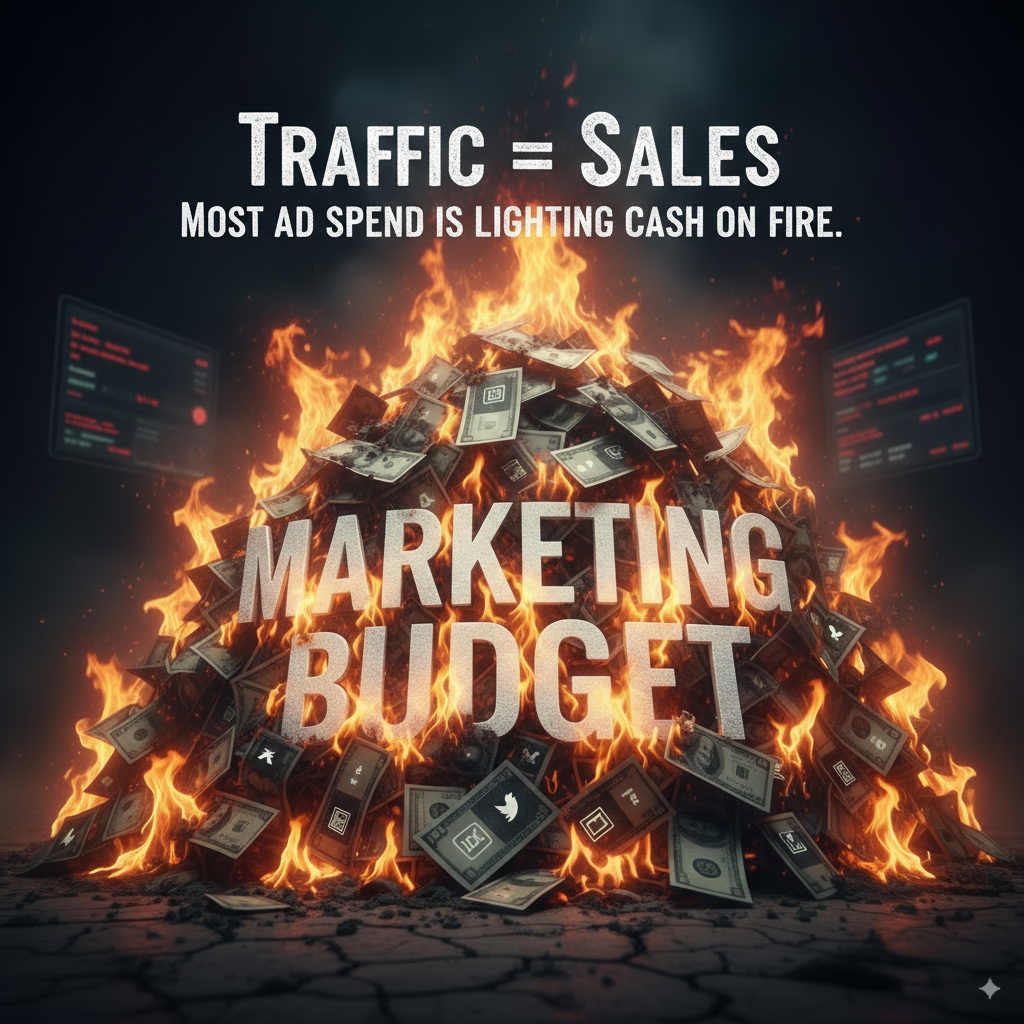 TRAFFIC = SALES
MOST AD SPEND IS LIGHTING CASH ON FIRE.
MARKETING
BUDGET